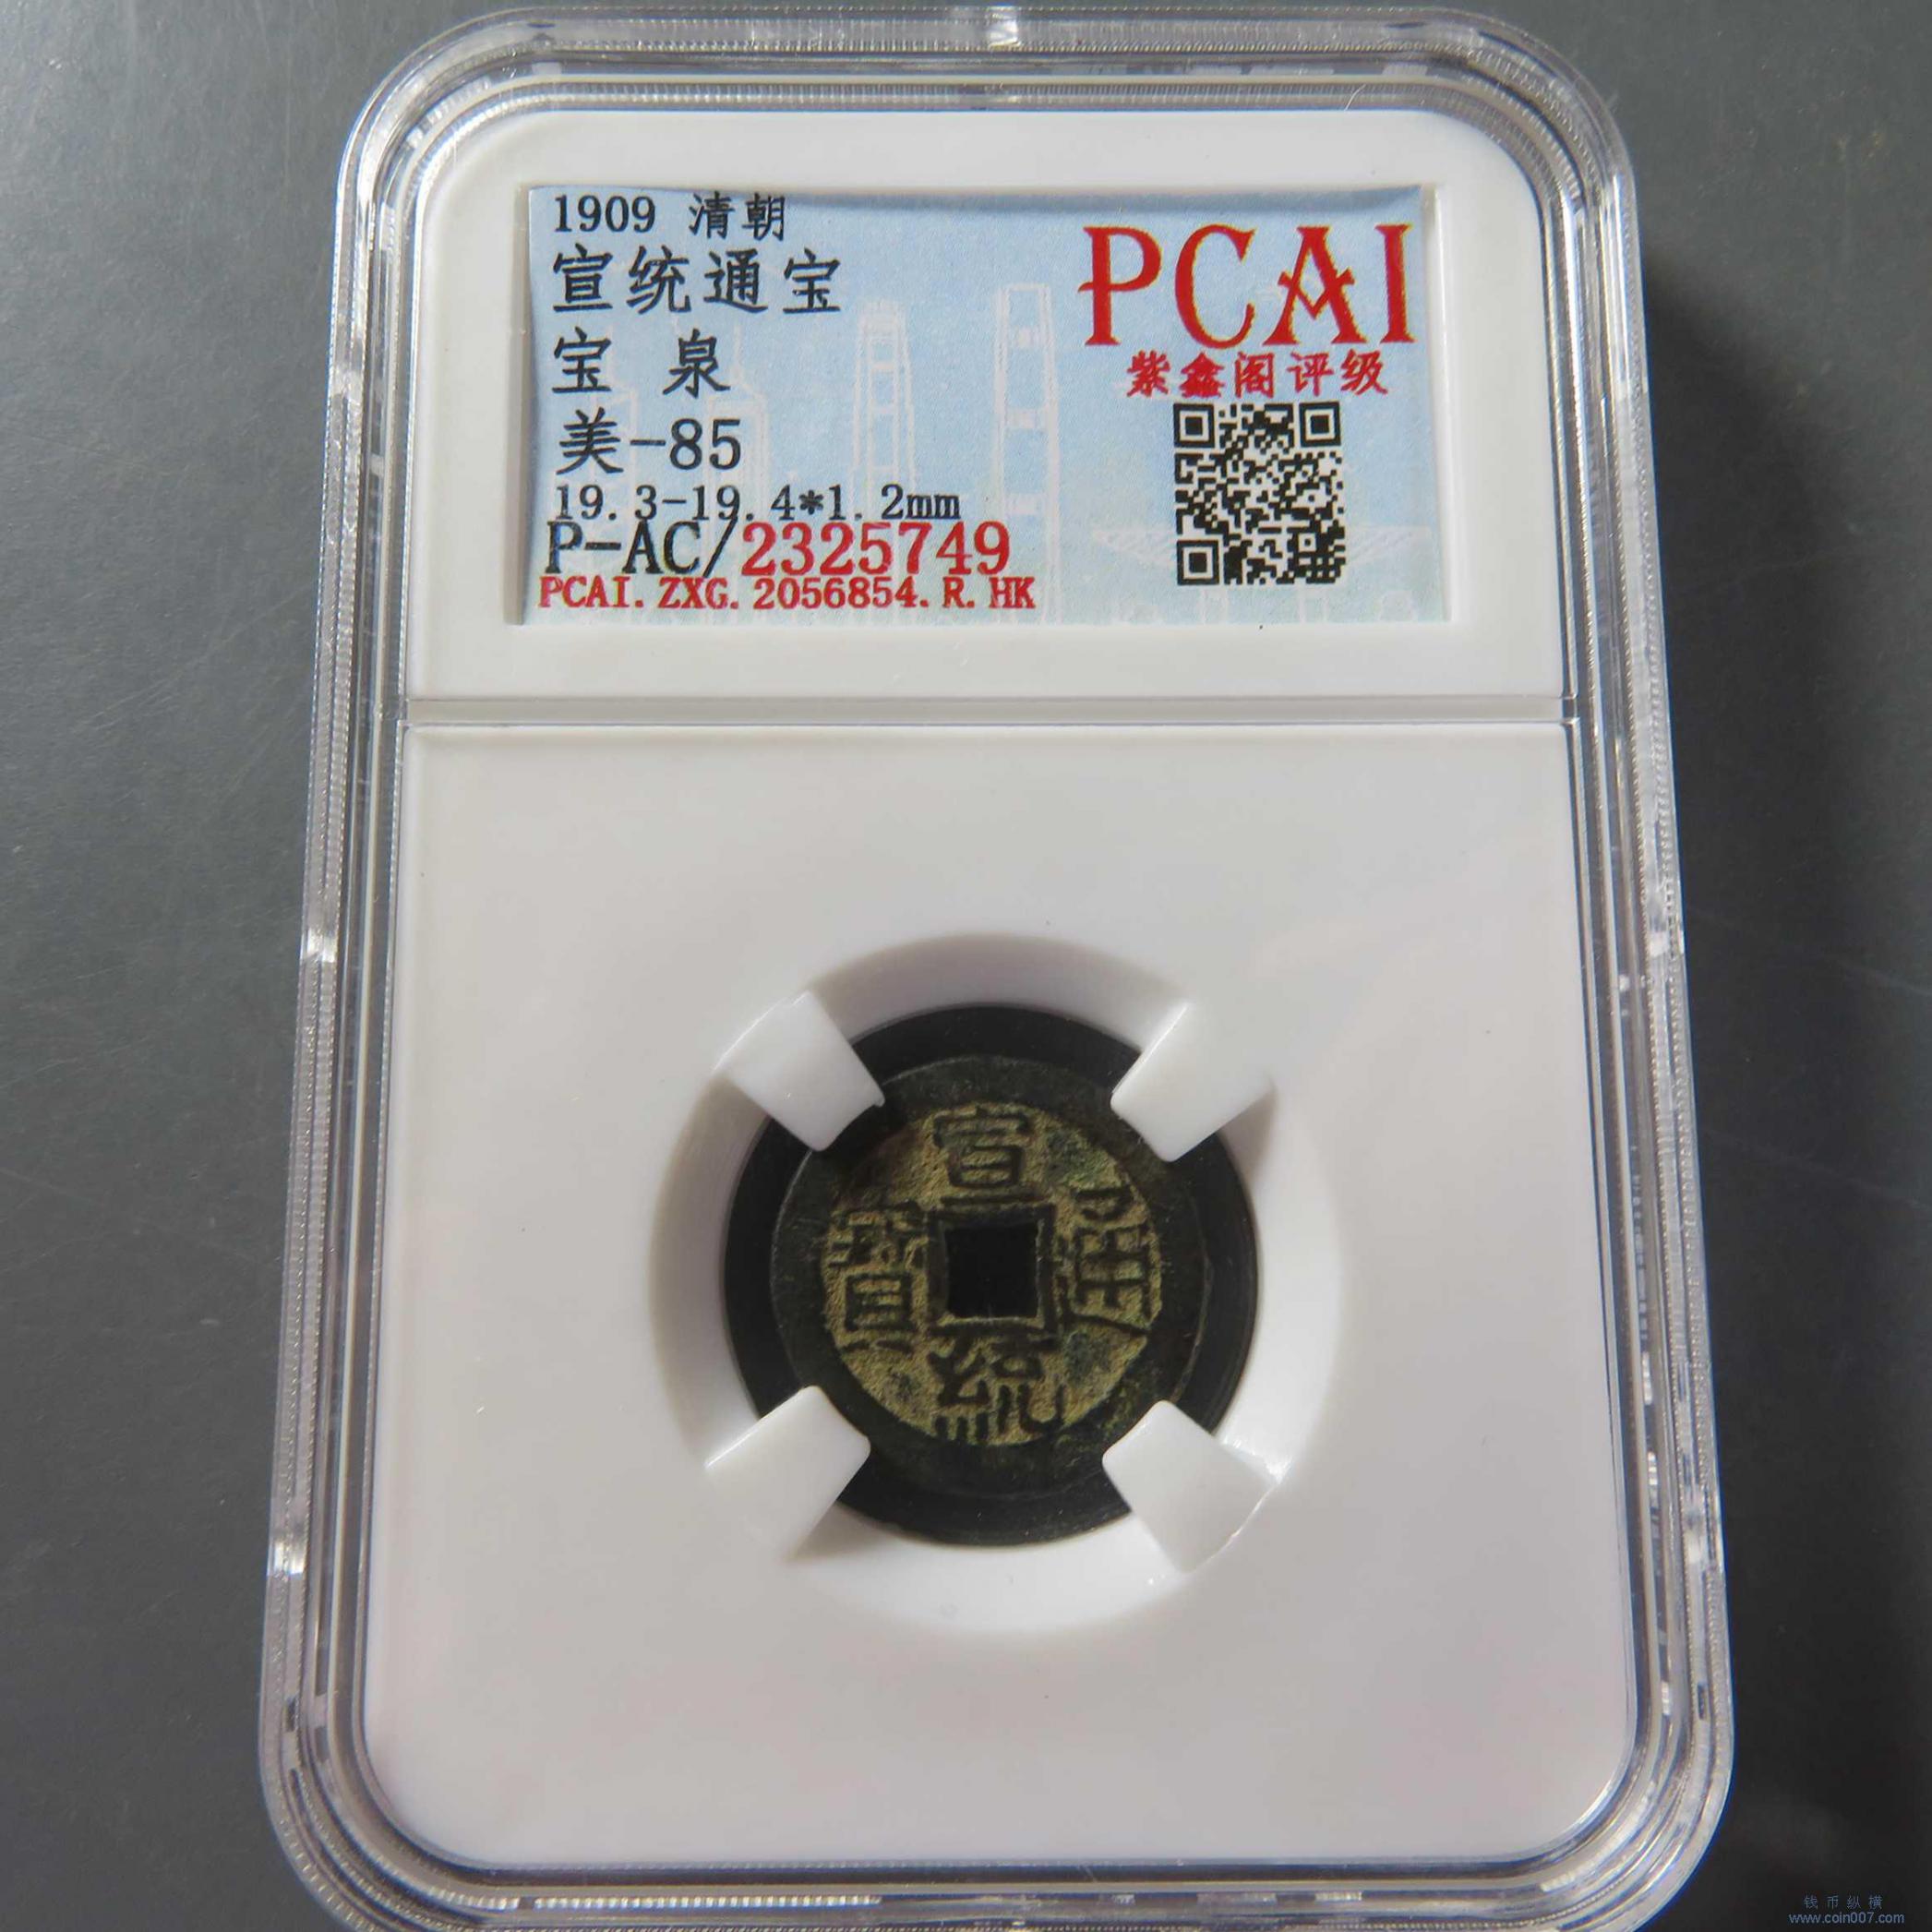 1909 清朝
宣统通宝
宝 泉
美-85
19.3-19.4*1.2mm
P-AC/2325749
PCAI.ZXG.2056854.R.HK
PCAI
紫鑫阁评级
宣統通寶
钱币纵横
www.coin007.com